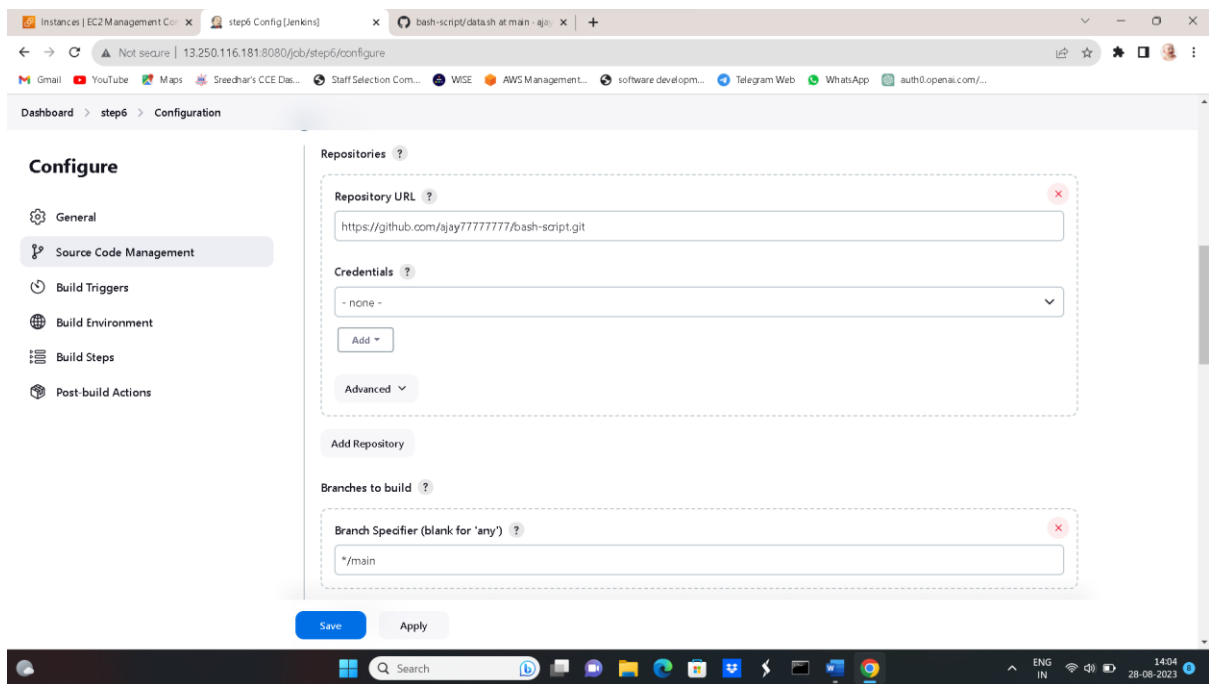 Instances | EC2 Management Con
step6 Config [Jenkins]
bash-script/data.sh at main · ajay
Not secure | 13.250.116.181:8080/job/step6/configure
Gmail YouTube Maps Sreedhar's CCE Das... Staff Selection Com... WISE AWS Management... software developm... Telegram Web WhatsApp auth0.openai.com/...
Dashboard > step6 > Configuration
Configure
General
Source Code Management
Build Triggers
Build Environment
Build Steps
Post-build Actions
Repositories ?
Repository URL ?
https://github.com/ajay77777777/bash-script.git
Credentials ?
- none -
Add
Advanced
Add Repository
Branches to build ?
Branch Specifier (blank for 'any') ?
*/main
Save Apply
Search
ENG
IN
14:04
28-08-2023
8